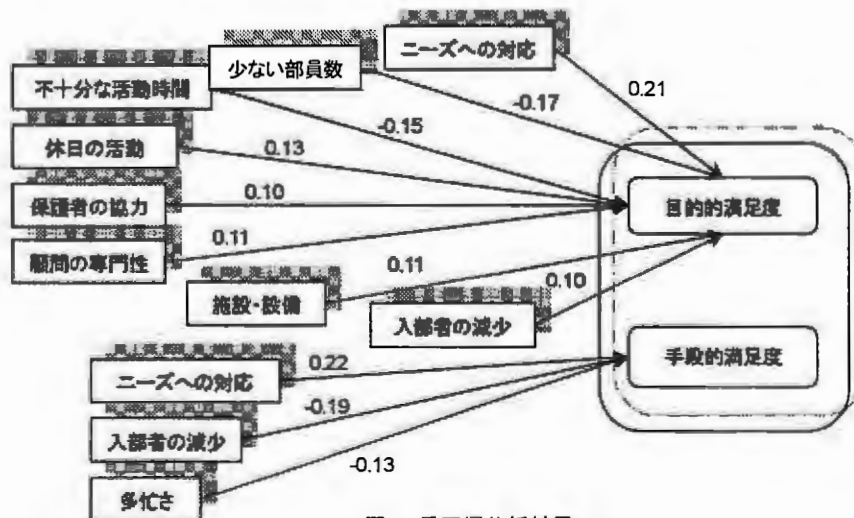 ニーズへの対応
少ない部員数
不十分な活動時間
0.21
-0.17
-0.15
休日の活動
0.13
保護者の協力
0.10
目的的満足度
顧問の専門性
0.11
0.11
施設・設備
0.10
入部者の減少
手段的満足度
ニーズへの対応
0.22
入部者の減少
-0.19
多忙さ
-0.13